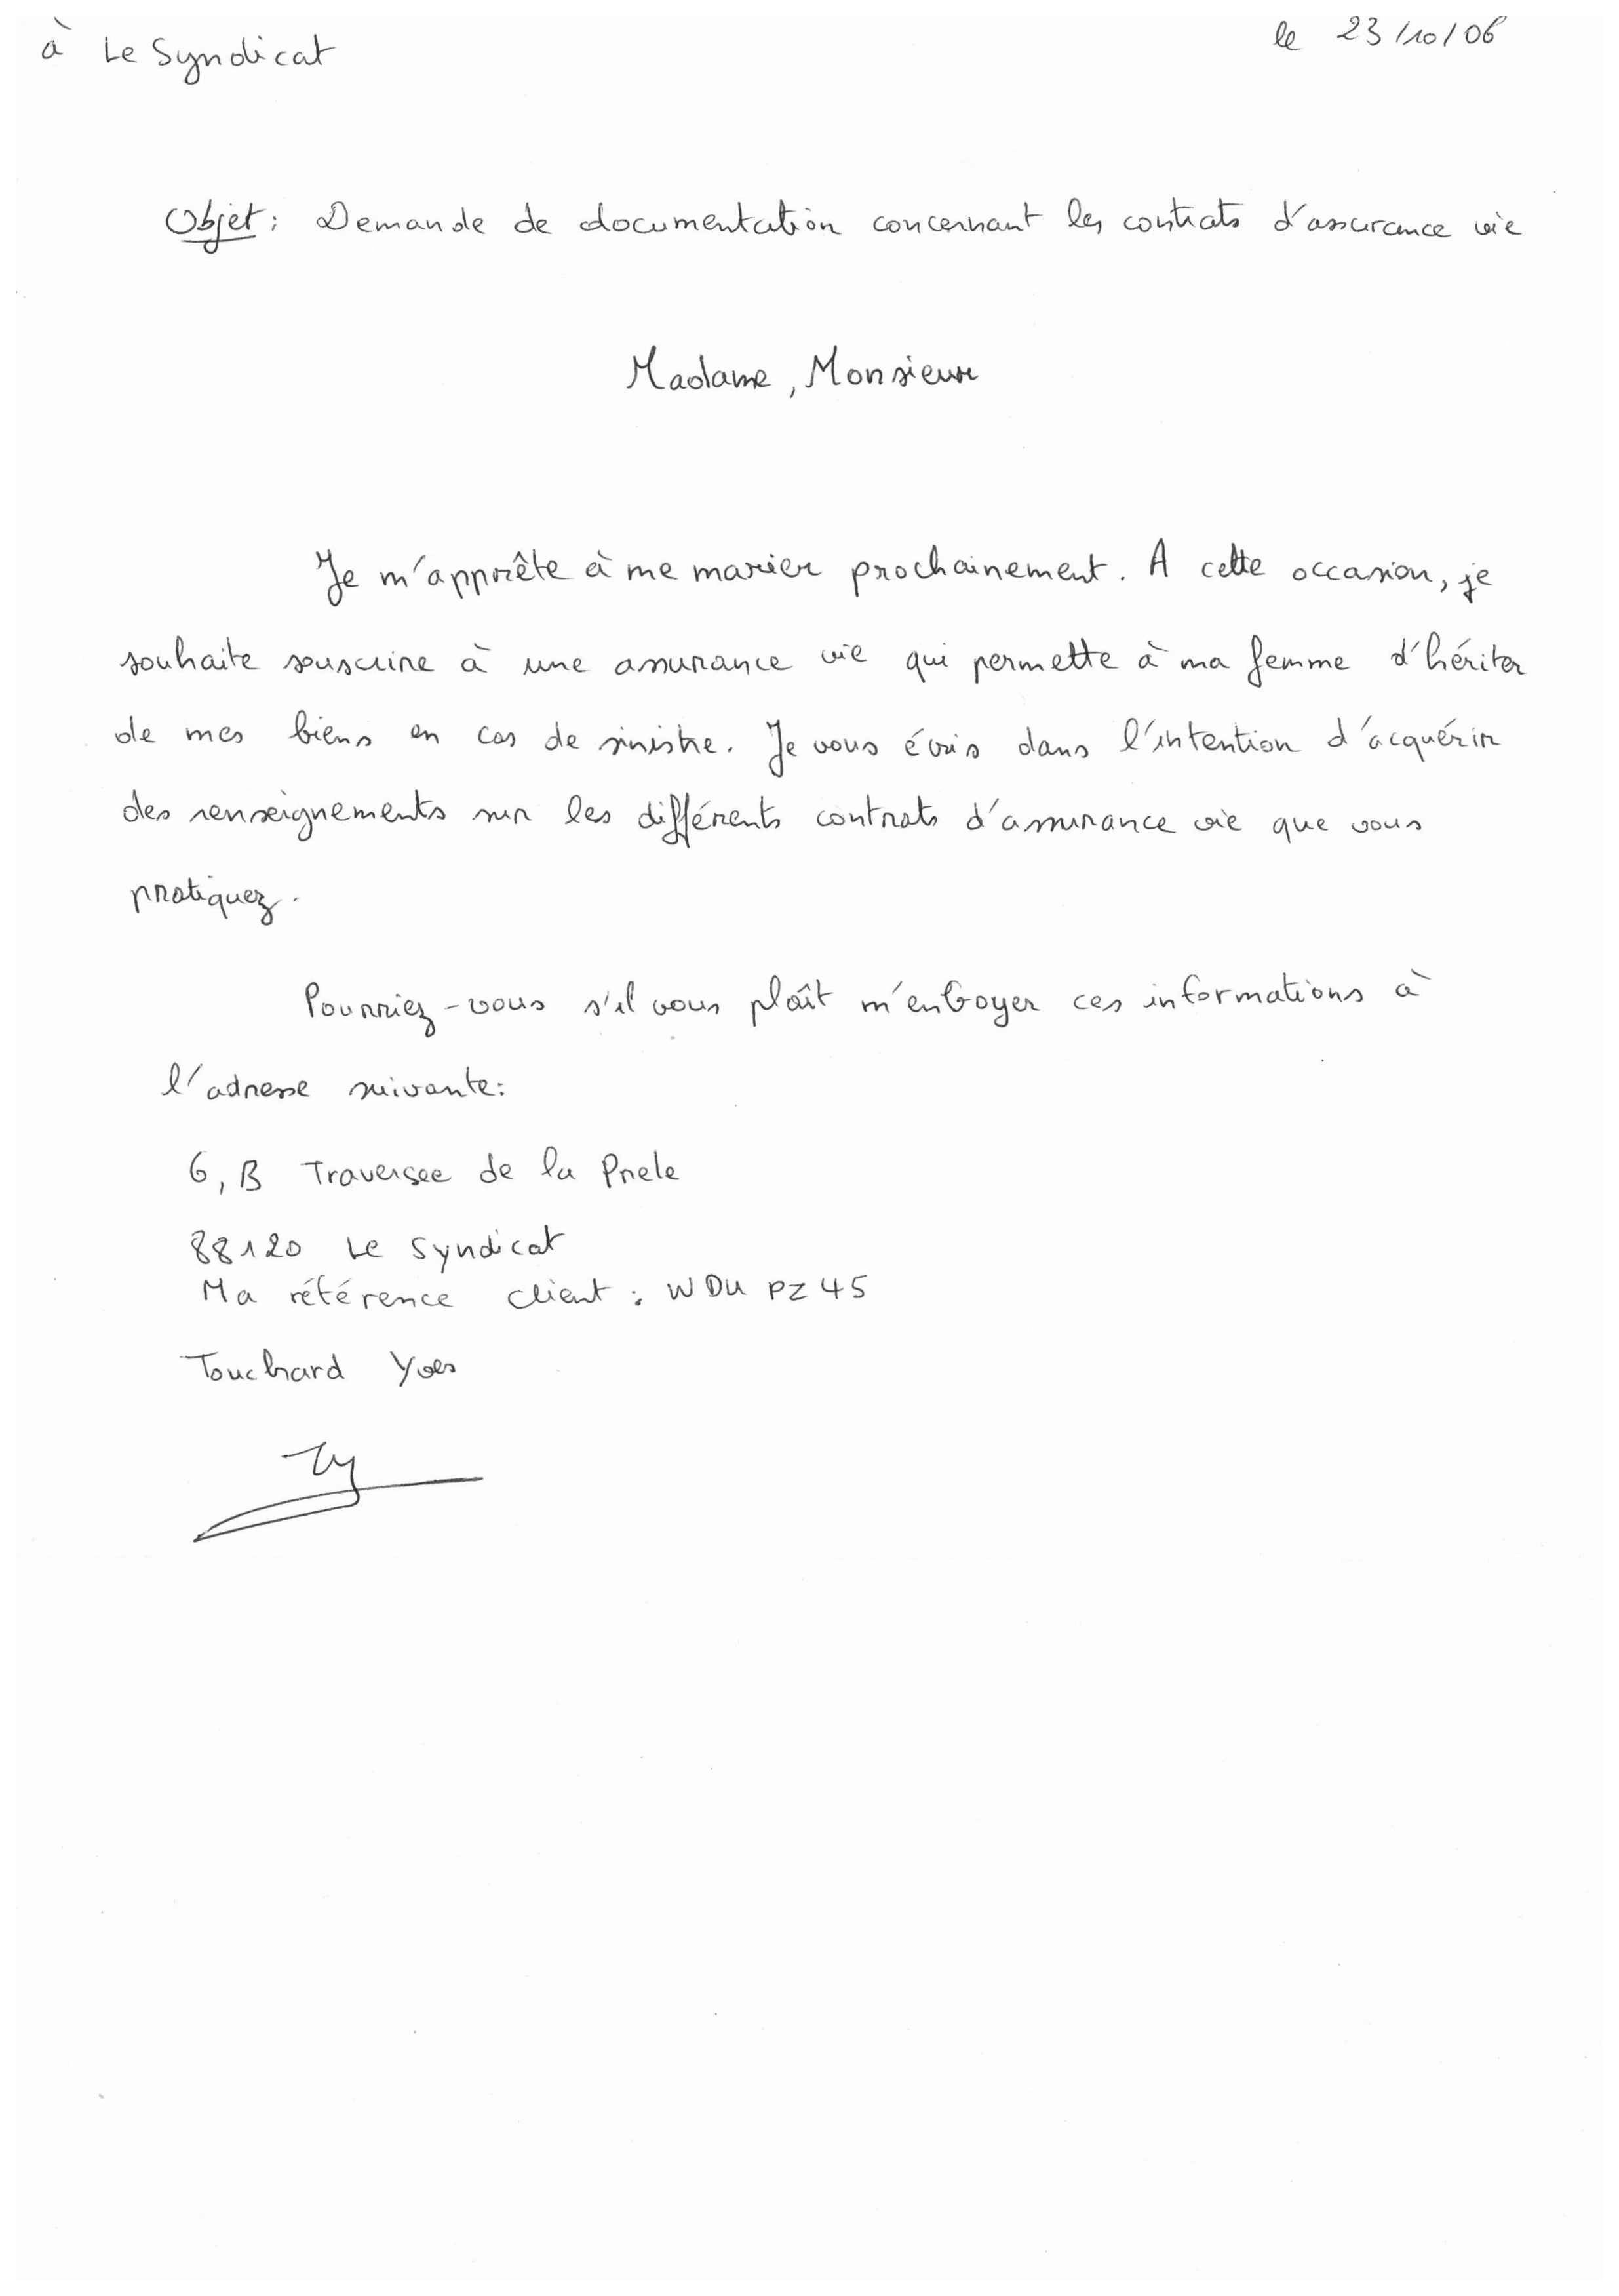 à Le Syndicat
le 23/10/06
Objet : Demande de documentation concernant les contrats d'assurance vie
Madame, Monsieur
Je m'apprête à me marier prochainement. A cette occasion, je
souhaite souscrire à une assurance vie qui permette à ma femme d'hériter
de mes biens en cas de sinistre. Je vous écris dans l'intention d'acquérir
des renseignements sur les différents contrats d'assurance vie que vous
pratiquez.
Pourriez-vous s'il vous plaît m'envoyer ces informations à
l'adresse suivante:
6, B Traversee de la Prele
88120 Le Syndicat
Ma référence client : WDU PZ 45
Touchard Yves
Ty